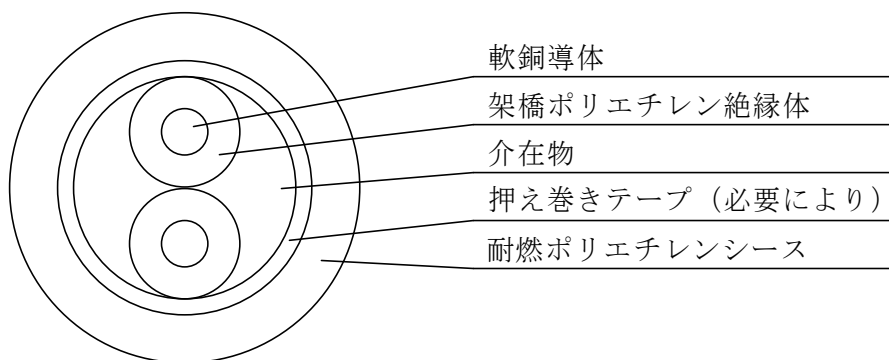 軟銅導体
架橋ポリエチレン絶縁体
介在物
押え巻きテープ（必要により）
耐燃ポリエチレンシース